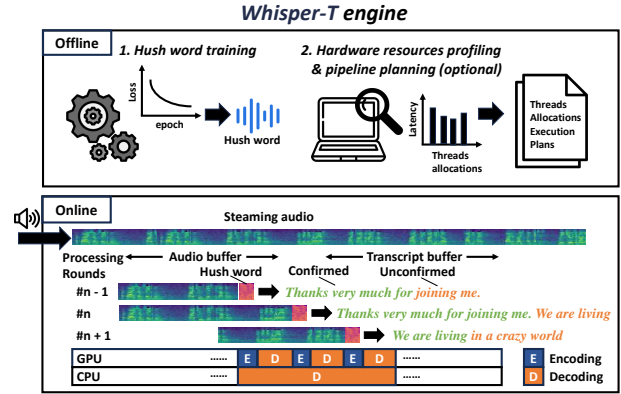 Whisper-T engine
Offline
1. Hush word training
Loss
epoch
Hush word
2. Hardware resources profiling
& pipeline planning (optional)
Latency
Threads
allocations
Threads
Allocations
Execution
Plans
Online
Steaming audio
Processing
Rounds
Audio buffer
Transcript buffer
Hush word
Confirmed
Unconfirmed
#n - 1
Thanks very much for joining me.
#n
Thanks very much for joining me. We are living
#n + 1
We are living in a crazy world
GPU ...... E D E D E D ......
CPU ...... D ......
E Encoding
D Decoding